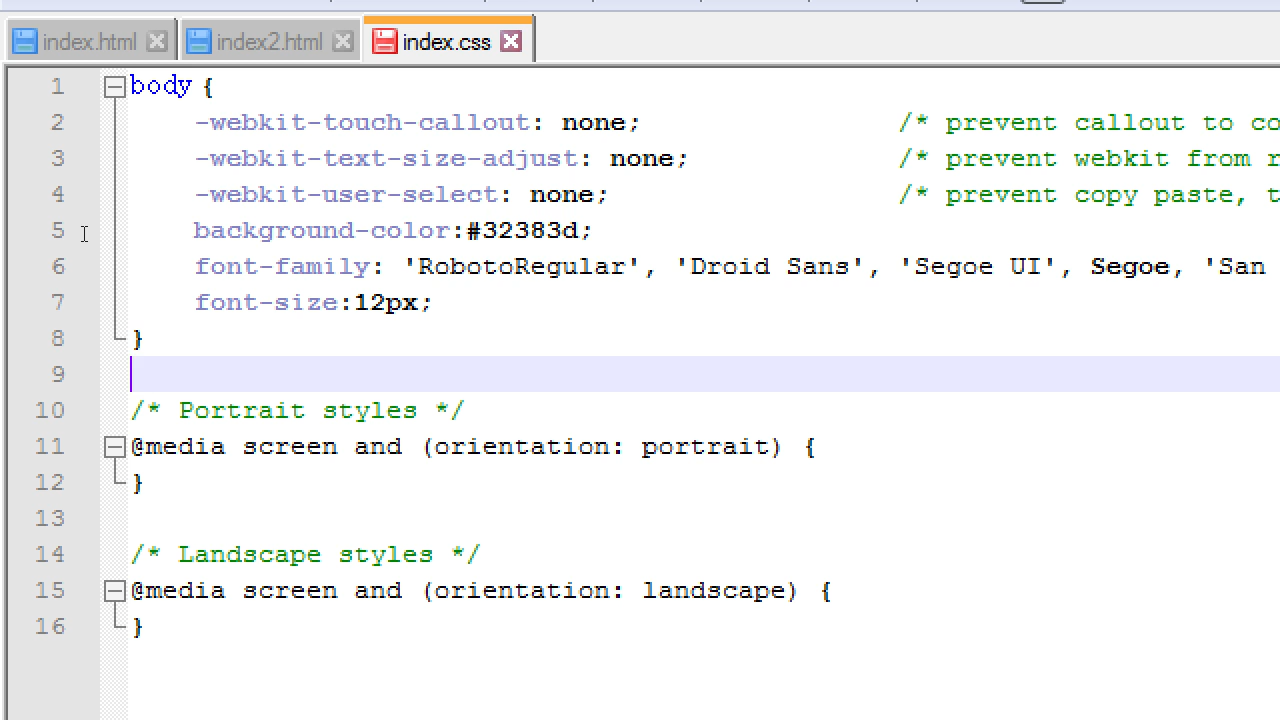 index.html index2.html index.css
1 body {
2 -webkit-touch-callout: none; /* prevent callout to
3 -webkit-text-size-adjust: none; /* prevent webkit from
4 -webkit-user-select: none; /* prevent copy paste,
5 background-color:#32383d;
6 font-family: 'RobotoRegular', 'Droid Sans', 'Segoe UI', Segoe, 'San
7 font-size:12px;
8 }
9
10 /* Portrait styles */
11 @media screen and (orientation: portrait) {
12 }
13
14 /* Landscape styles */
15 @media screen and (orientation: landscape) {
16 }